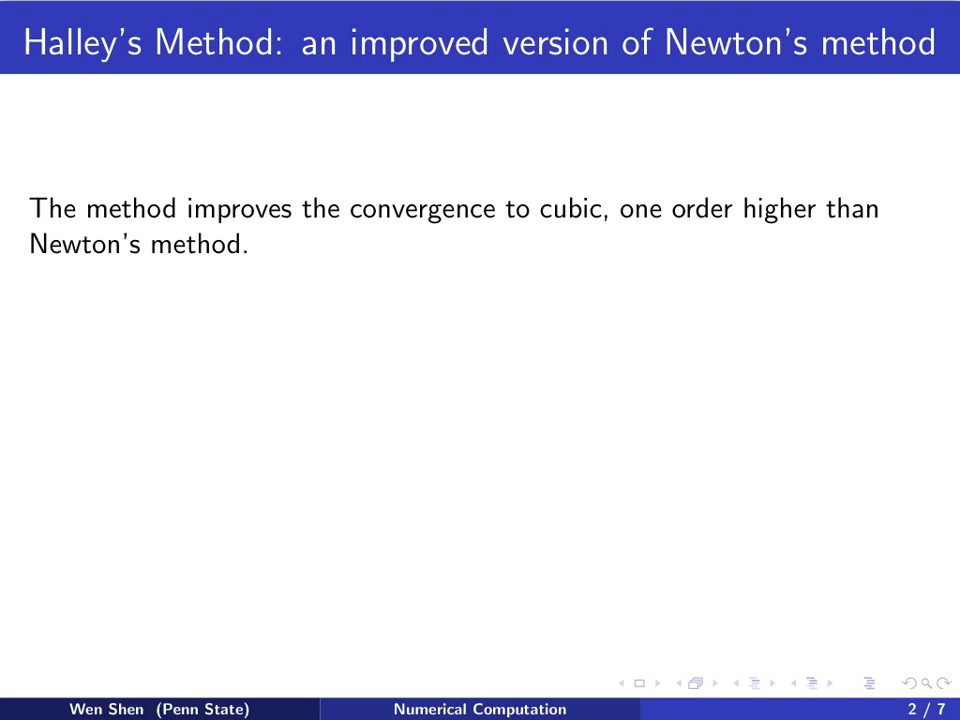 Halley's Method: an improved version of Newton's method
The method improves the convergence to cubic, one order higher than
Newton's method.
Wen Shen (Penn State)
Numerical Computation
2 / 7